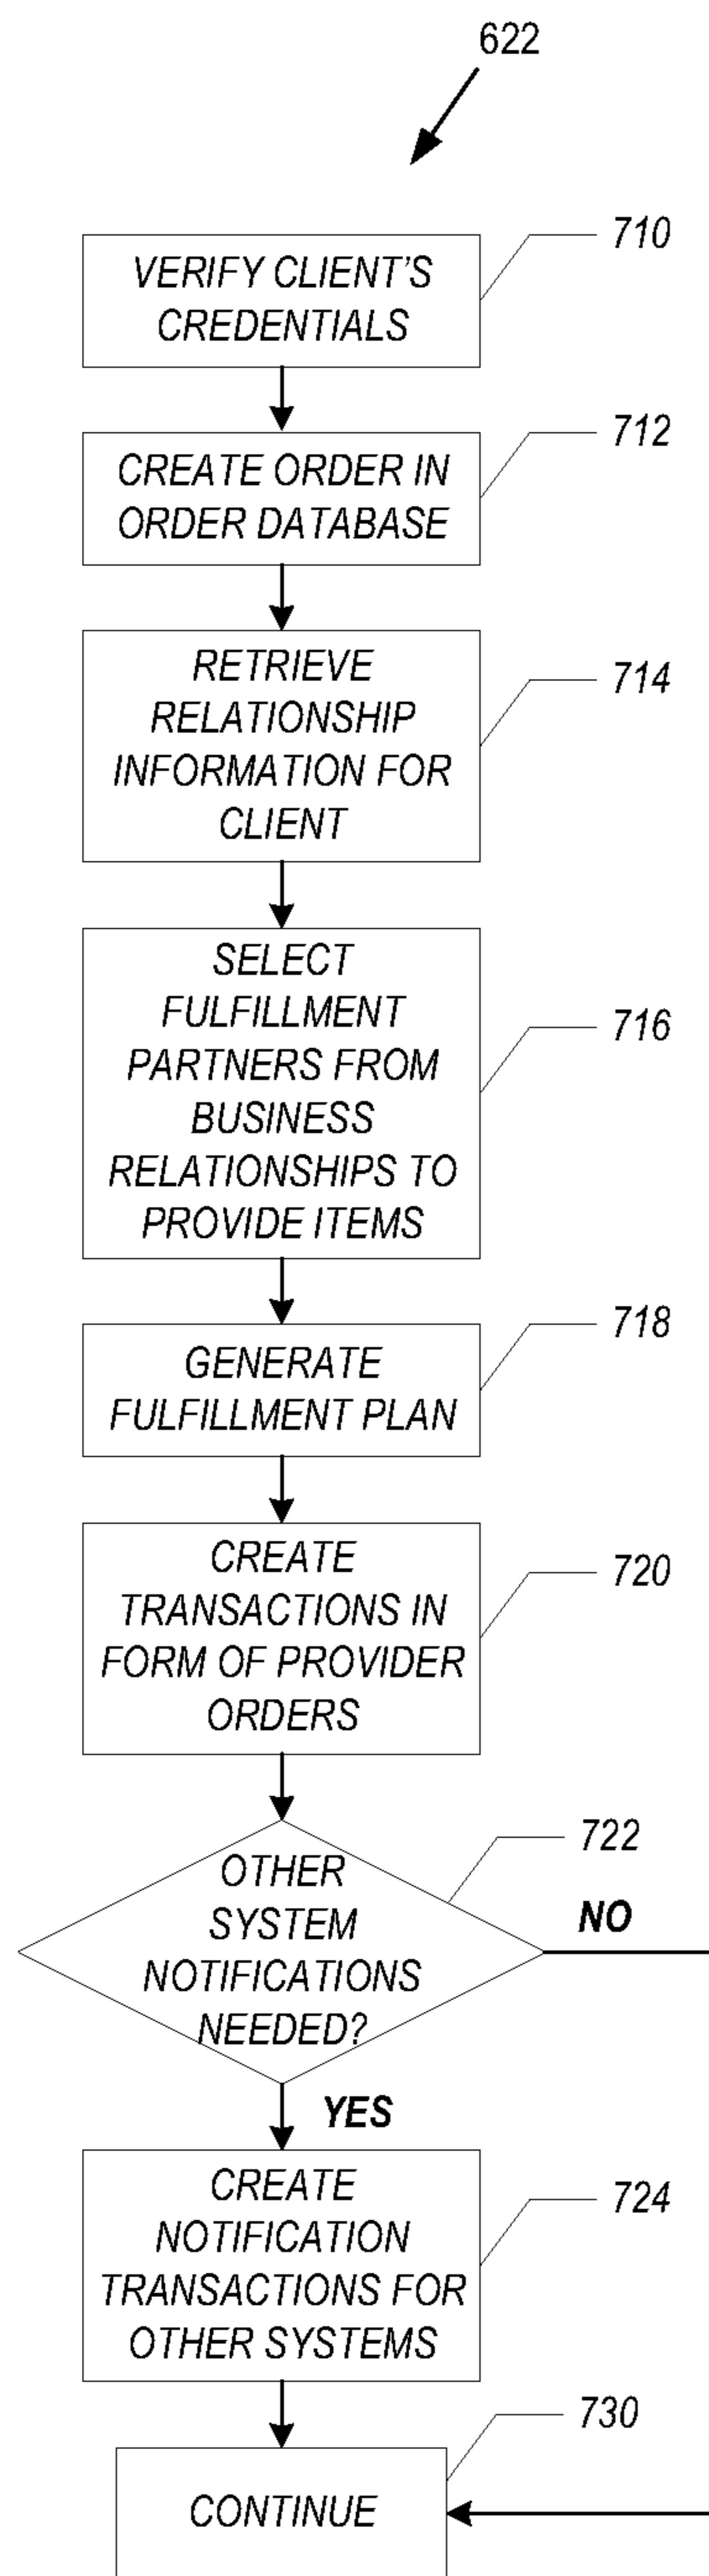 622
710
VERIFY CLIENT'S
CREDENTIALS
712
CREATE ORDER IN
ORDER DATABASE
714
RETRIEVE
RELATIONSHIP
INFORMATION FOR
CLIENT
716
SELECT
FULFILLMENT
PARTNERS FROM
BUSINESS
RELATIONSHIPS TO
PROVIDE ITEMS
718
GENERATE
FULFILLMENT PLAN
720
CREATE
TRANSACTIONS IN
FORM OF PROVIDER
ORDERS
722
OTHER
SYSTEM
NOTIFICATIONS
NEEDED?
NO
YES
724
CREATE
NOTIFICATION
TRANSACTIONS FOR
OTHER SYSTEMS
730
CONTINUE